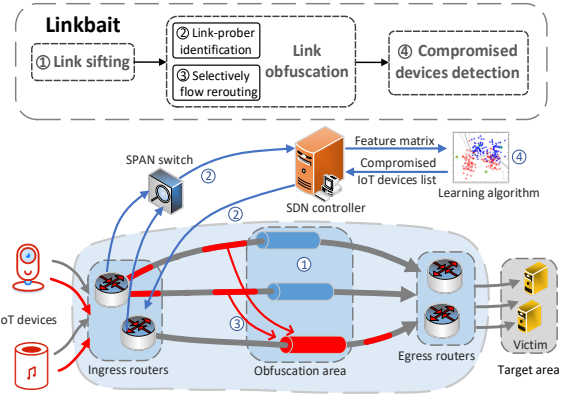 Linkbait
① Link sifting
② Link-prober
identification
③ Selectively
flow rerouting
Link
obfuscation
④ Compromised
devices detection
SPAN switch
②
SDN controller
Feature matrix
Compromised
IoT devices list
④
Learning algorithm
②
①
③
oT devices
Ingress routers
Obfuscation area
Egress routers
Victim
Target area